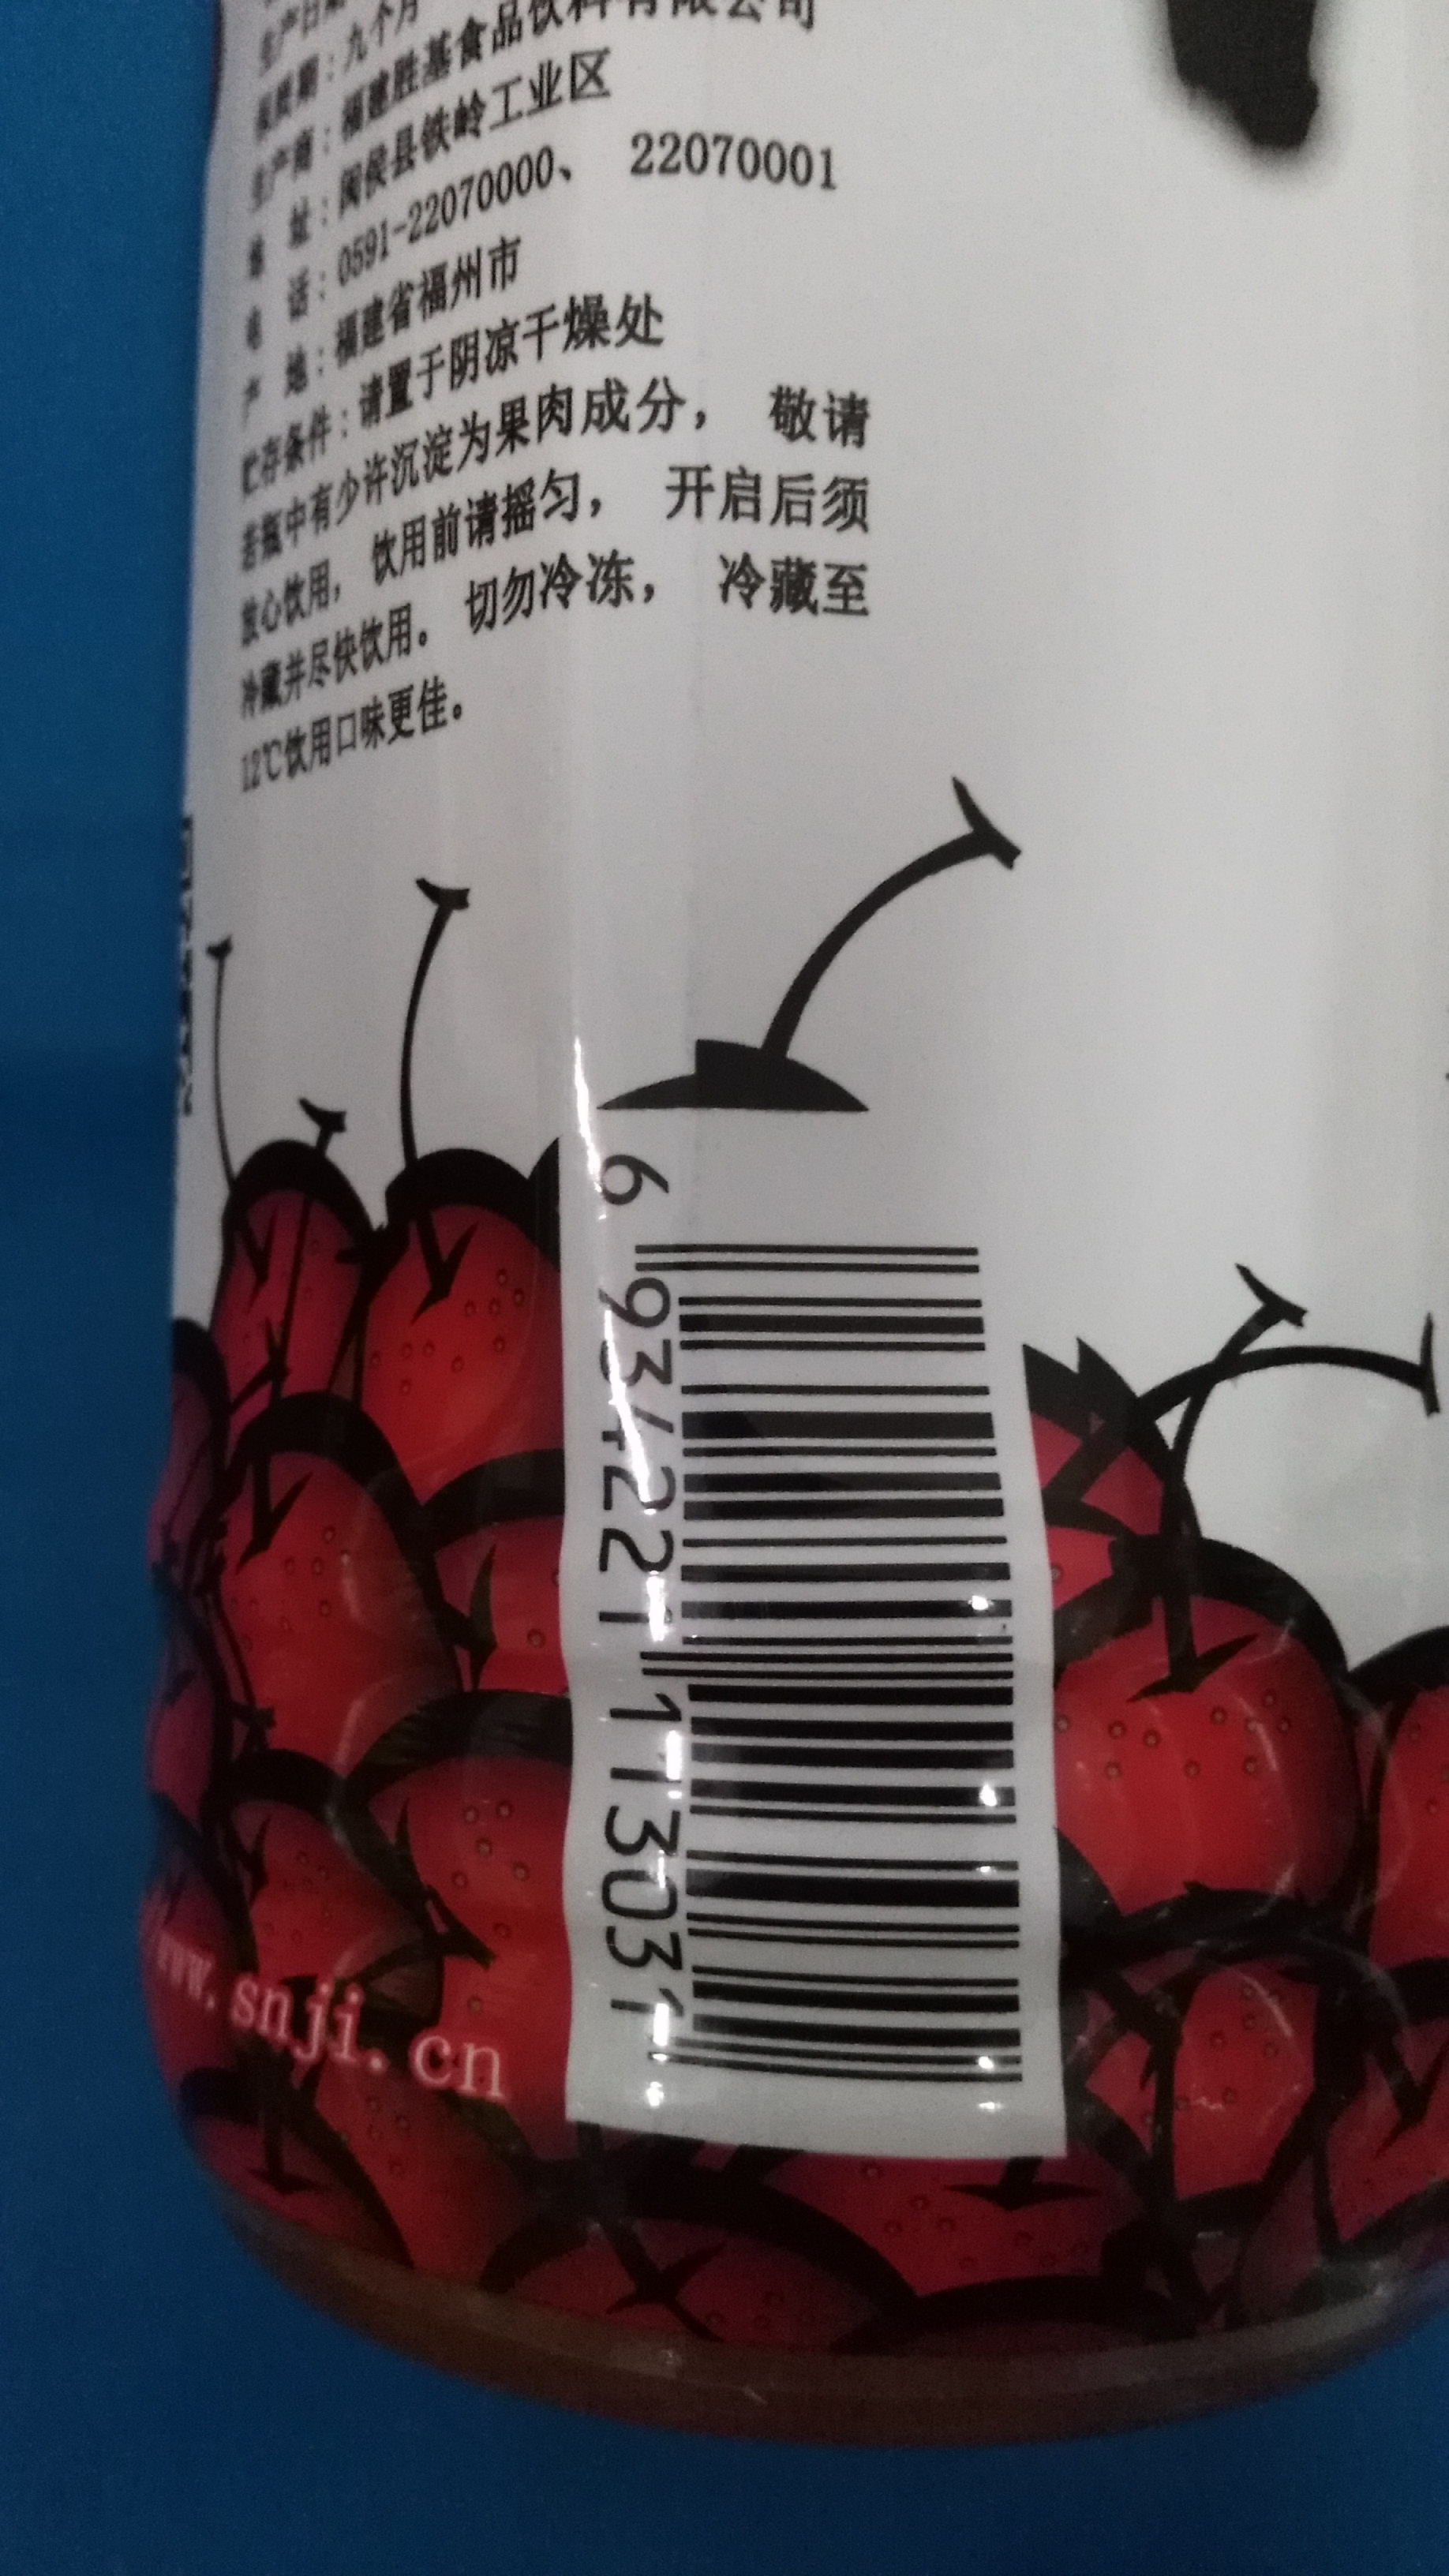 生产日期
保质期：九个月
生产商：福建胜基食品饮料有限公司
地 址：闽侯县铁岭工业区
电 话：0591-22070000、 22070001
产 地：福建省福州市
贮存条件：请置于阴凉干燥处
若瓶中有少许沉淀为果肉成分， 敬请
放心饮用， 饮用前请摇匀， 开启后须
冷藏并尽快饮用。 切勿冷冻， 冷藏至
12℃饮用口味更佳。
6 934221 113031
www.snji.cn